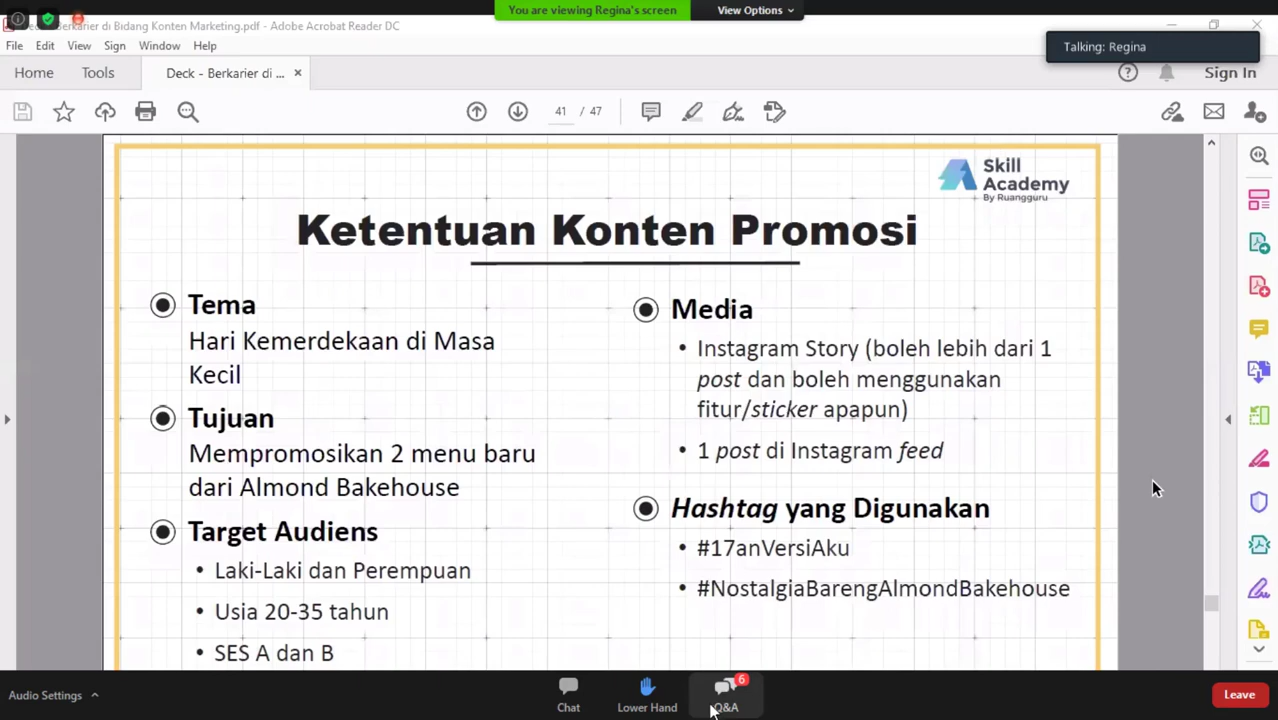 You are viewing Regina's screen
View Options
Berkarier di Bidang Konten Marketing.pdf - Adobe Acrobat Reader DC
File Edit View Sign Window Help
Talking: Regina
Home Tools Deck - Berkarier di ... ×
Sign In
41 / 47
Skill
Academy
By Ruangguru
Ketentuan Konten Promosi
Tema
Hari Kemerdekaan di Masa
Kecil
Tujuan
Mempromosikan 2 menu baru
dari Almond Bakehouse
Target Audiens
• Laki-Laki dan Perempuan
• Usia 20-35 tahun
• SES A dan B
Media
• Instagram Story (boleh lebih dari 1
post dan boleh menggunakan
fitur/sticker apapun)
• 1 post di Instagram feed
Hashtag yang Digunakan
• #17anVersiAku
• #NostalgiaBarengAlmondBakehouse
Audio Settings
Chat
Lower Hand
6
Q&A
Leave